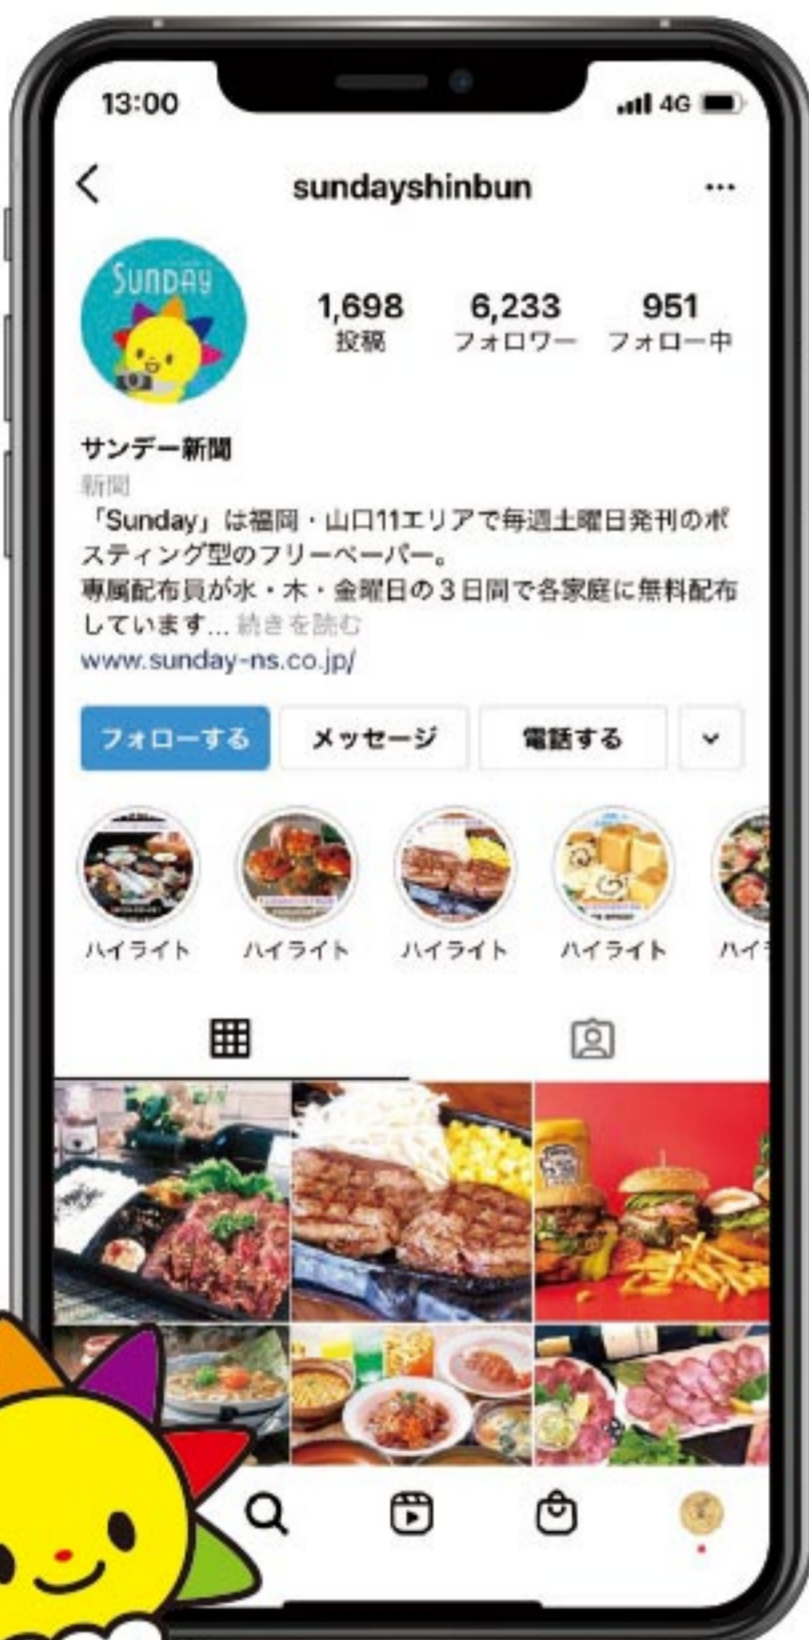 13:00
4G
sundayshinbun
SUNDAY
1,698
6,233
951
投稿
フォロワー
フォロー中
サンデー新聞
新聞
「Sunday」は福岡・山口11エリアで毎週土曜日発刊のポ
スティング型のフリーペーパー。
専属配布員が水・木・金曜日の3日間で各家庭に無料配布
しています... 続きを読む
www.sunday-ns.co.jp/
フォローする
メッセージ
電話する
ハイライト
ハイライト
ハイライト
ハイライト
ハイラ